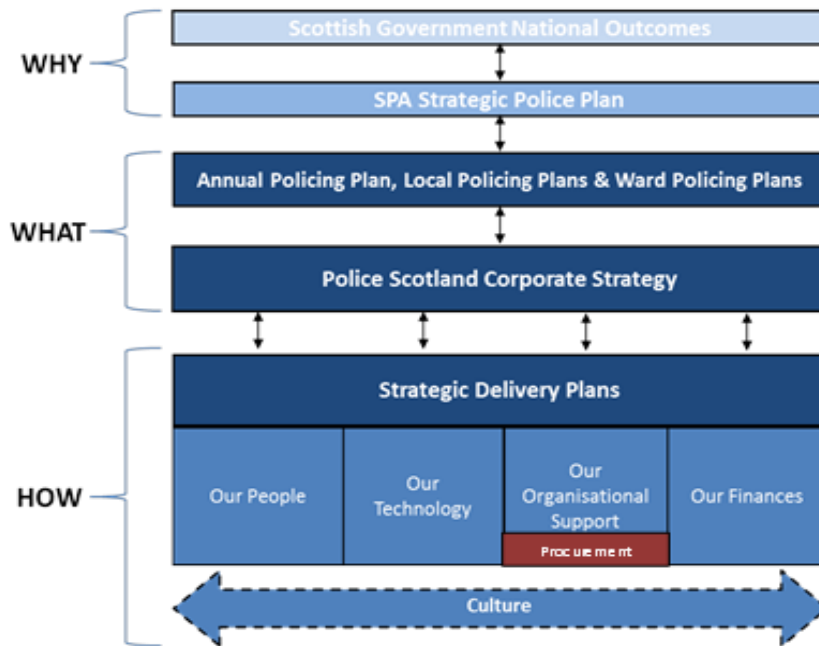 Scottish Government National Outcomes
WHY
SPA Strategic Police Plan
Annual Policing Plan, Local Policing Plans & Ward Policing Plans
WHAT
Police Scotland Corporate Strategy
Strategic Delivery Plans
HOW
Our People
Our
Technology
Our
Organisational
Support
Our Finances
Procurement
Culture